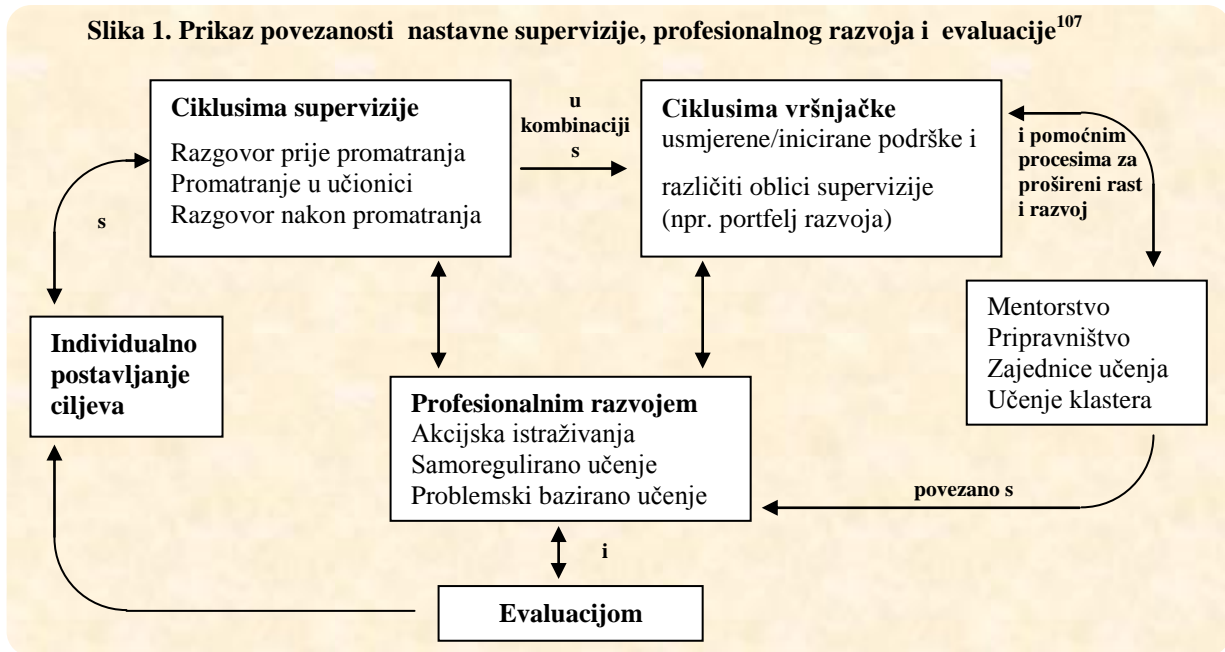 Slika 1. Prikaz povezanosti nastavne supervizije, profesionalnog razvoja i evaluacije107
Ciklusima supervizije
Razgovor prije promatranja
Promatranje u učionici
Razgovor nakon promatranja
u
kombinaciji
s
Ciklusima vršnjačke
usmjerene/inicirane podrške i
različiti oblici supervizije
(npr. portfelj razvoja)
i pomoćnim
procesima za
prošireni rast
i razvoj
s
Individualno
postavljanje
ciljeva
Mentorstvo
Pripravništvo
Zajednice učenja
Učenje klastera
Profesionalnim razvojem
Akcijska istraživanja
Samoregulirano učenje
Problemski bazirano učenje
povezano s
i
Evaluacijom